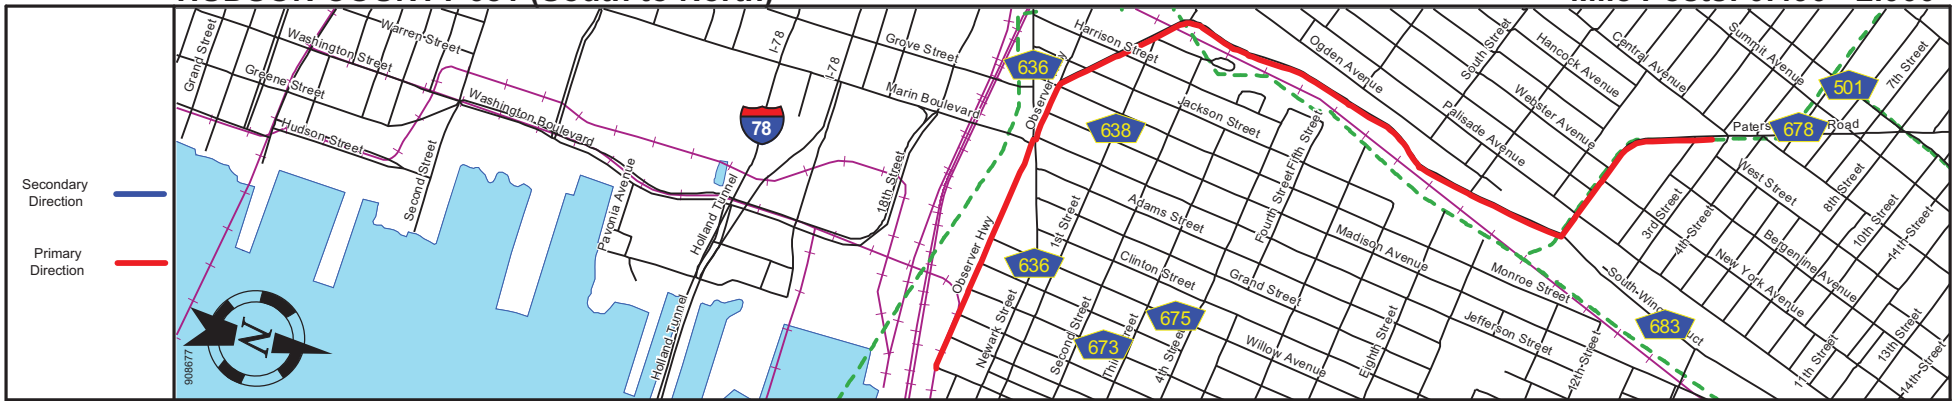 Secondary
Direction
Primary
Direction
908677
N
Grand Street
Warren Street
Washington Street
Greene Street
Hudson Street
Second Street
Washington Boulevard
Pavonia Avenue
I-78
I-78
78
Holland Tunnel
Holland Tunnel
18th Street
Grove Street
Marin Boulevard
636
Observer Hwy
Observer Hwy
636
Harrison Street
638
Jackson Street
1st Street
Adams Street
Clinton Street
Grand Street
Newark Street
Second Street
673
675
4th Street
Willow Avenue
Fourth Street
Fifth Street
Madison Avenue
Monroe Street
Jefferson Street
Eighth Street
12th Street
Ogden Avenue
Palisade Avenue
South Street
Webster Avenue
Hancock Avenue
Central Avenue
Summit Avenue
501
7th Street
678
Road
West Street
3rd Street
4th Street
8th Street
10th Street
14th Street
Bergenline Avenue
New York Avenue
683
11th Street
13th Street
14th Street